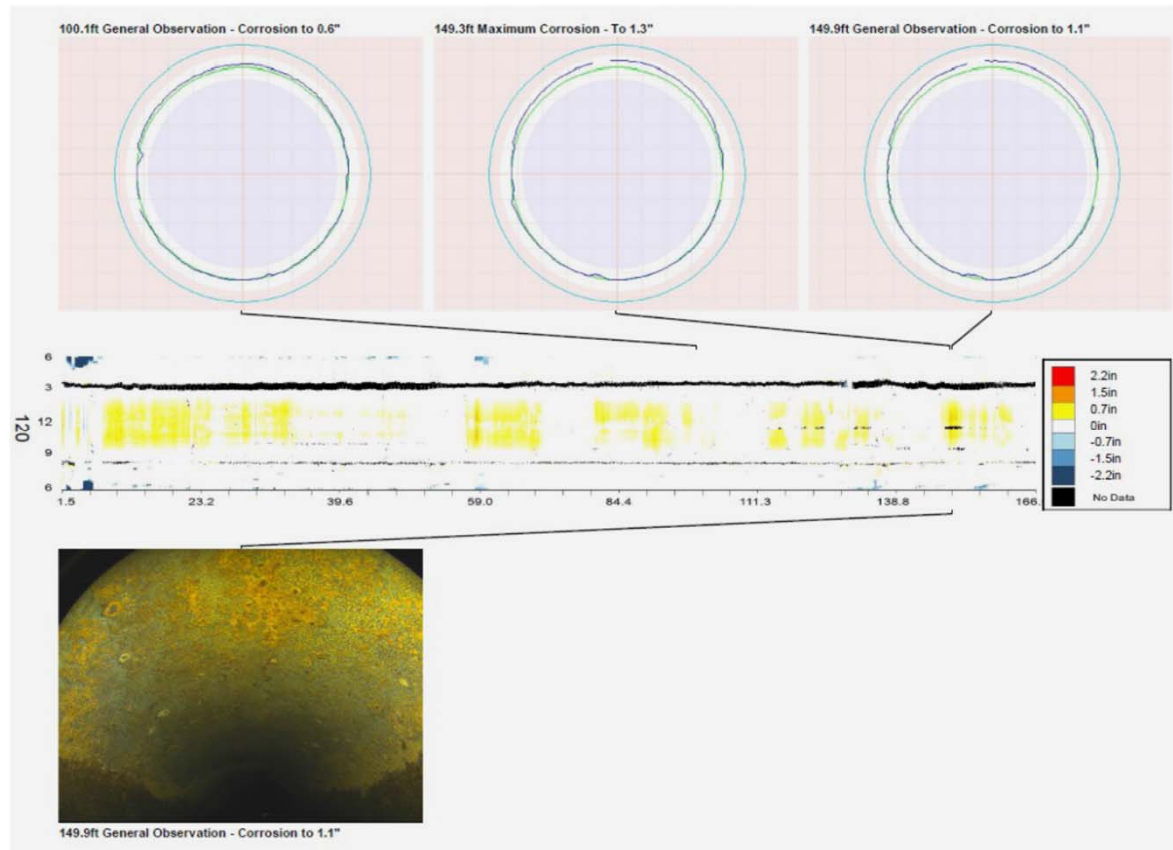 100.1ft General Observation - Corrosion to 0.6"
149.3ft Maximum Corrosion - To 1.3"
149.9ft General Observation - Corrosion to 1.1"
6
3
12
9
6
120
1.5 23.2 39.6 59.0 84.4 111.3 138.8 166.
2.2in
1.5in
0.7in
0in
-0.7in
-1.5in
-2.2in
No Data
149.9ft General Observation - Corrosion to 1.1"